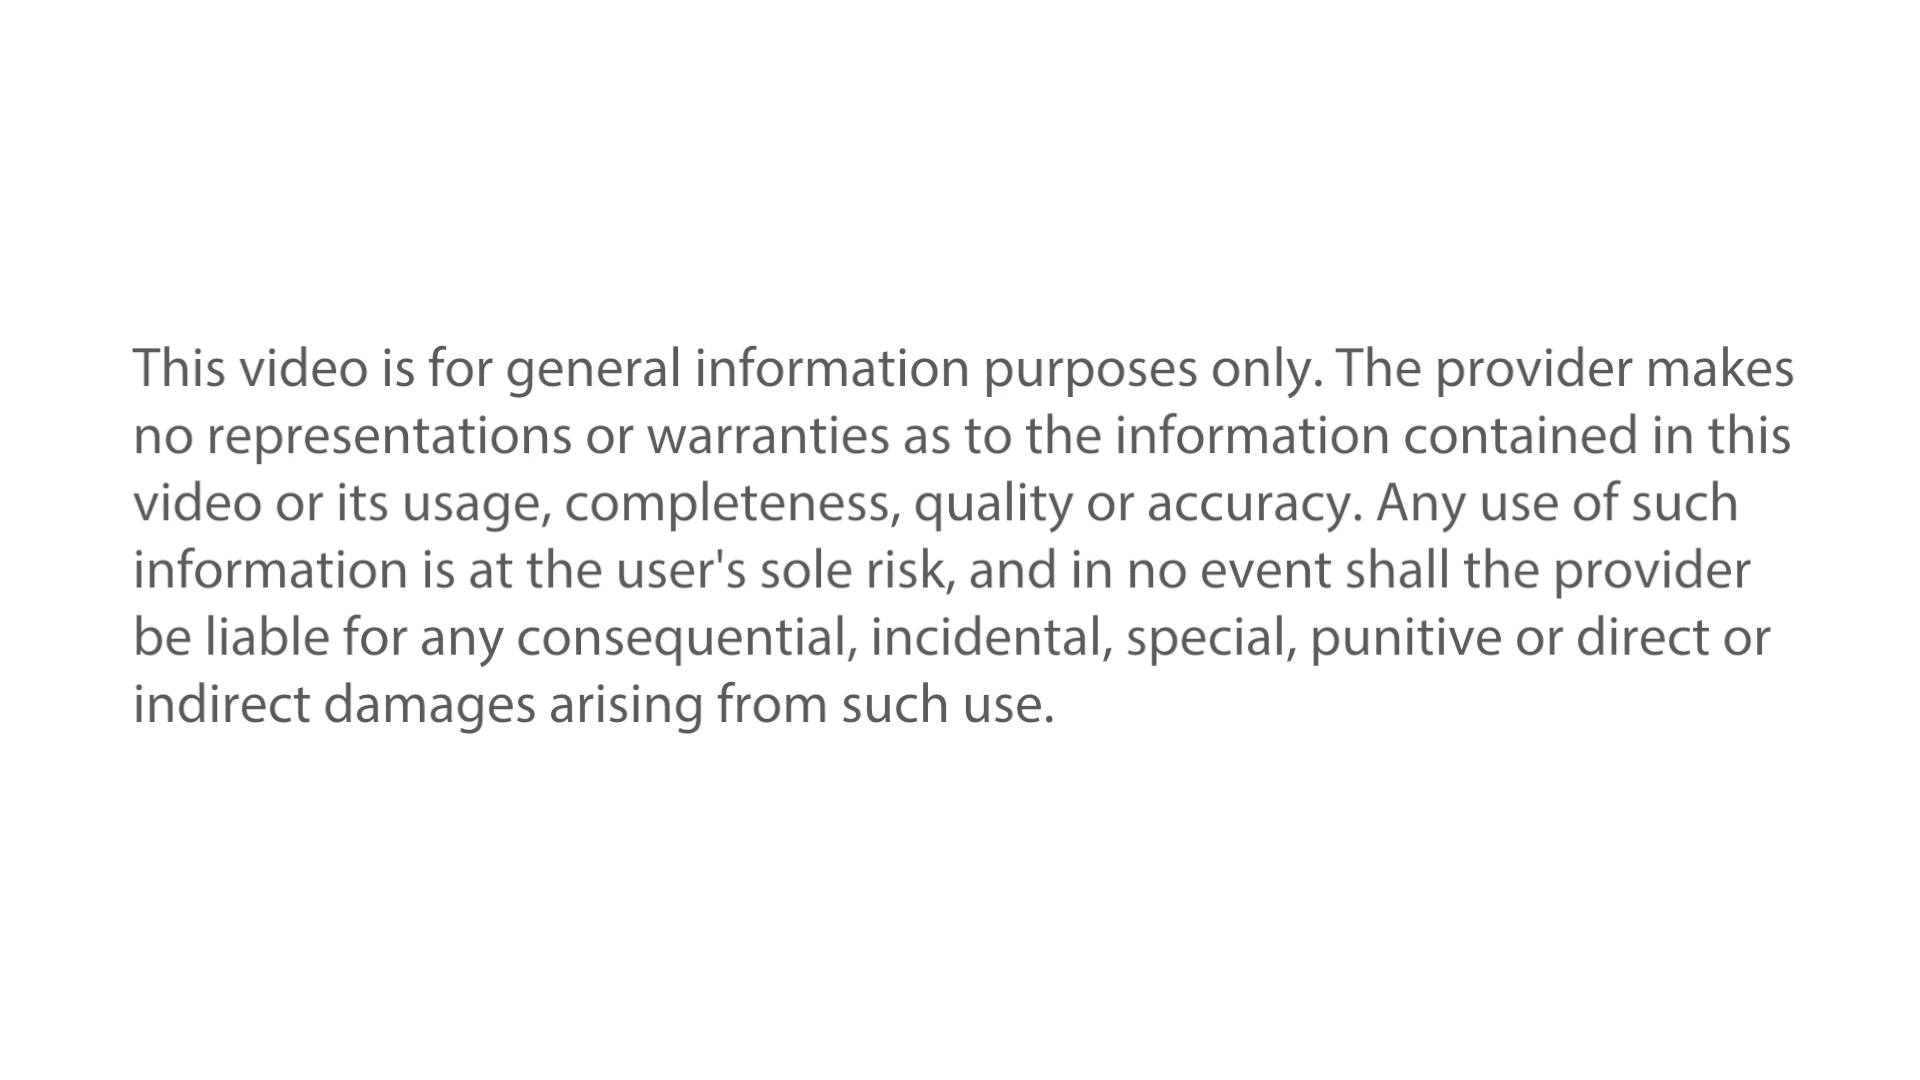 This video is for general information purposes only. The provider makes
no representations or warranties as to the information contained in this
video or its usage, completeness, quality or accuracy. Any use of such
information is at the user's sole risk, and in no event shall the provider
be liable for any consequential, incidental, special, punitive or direct or
indirect damages arising from such use.